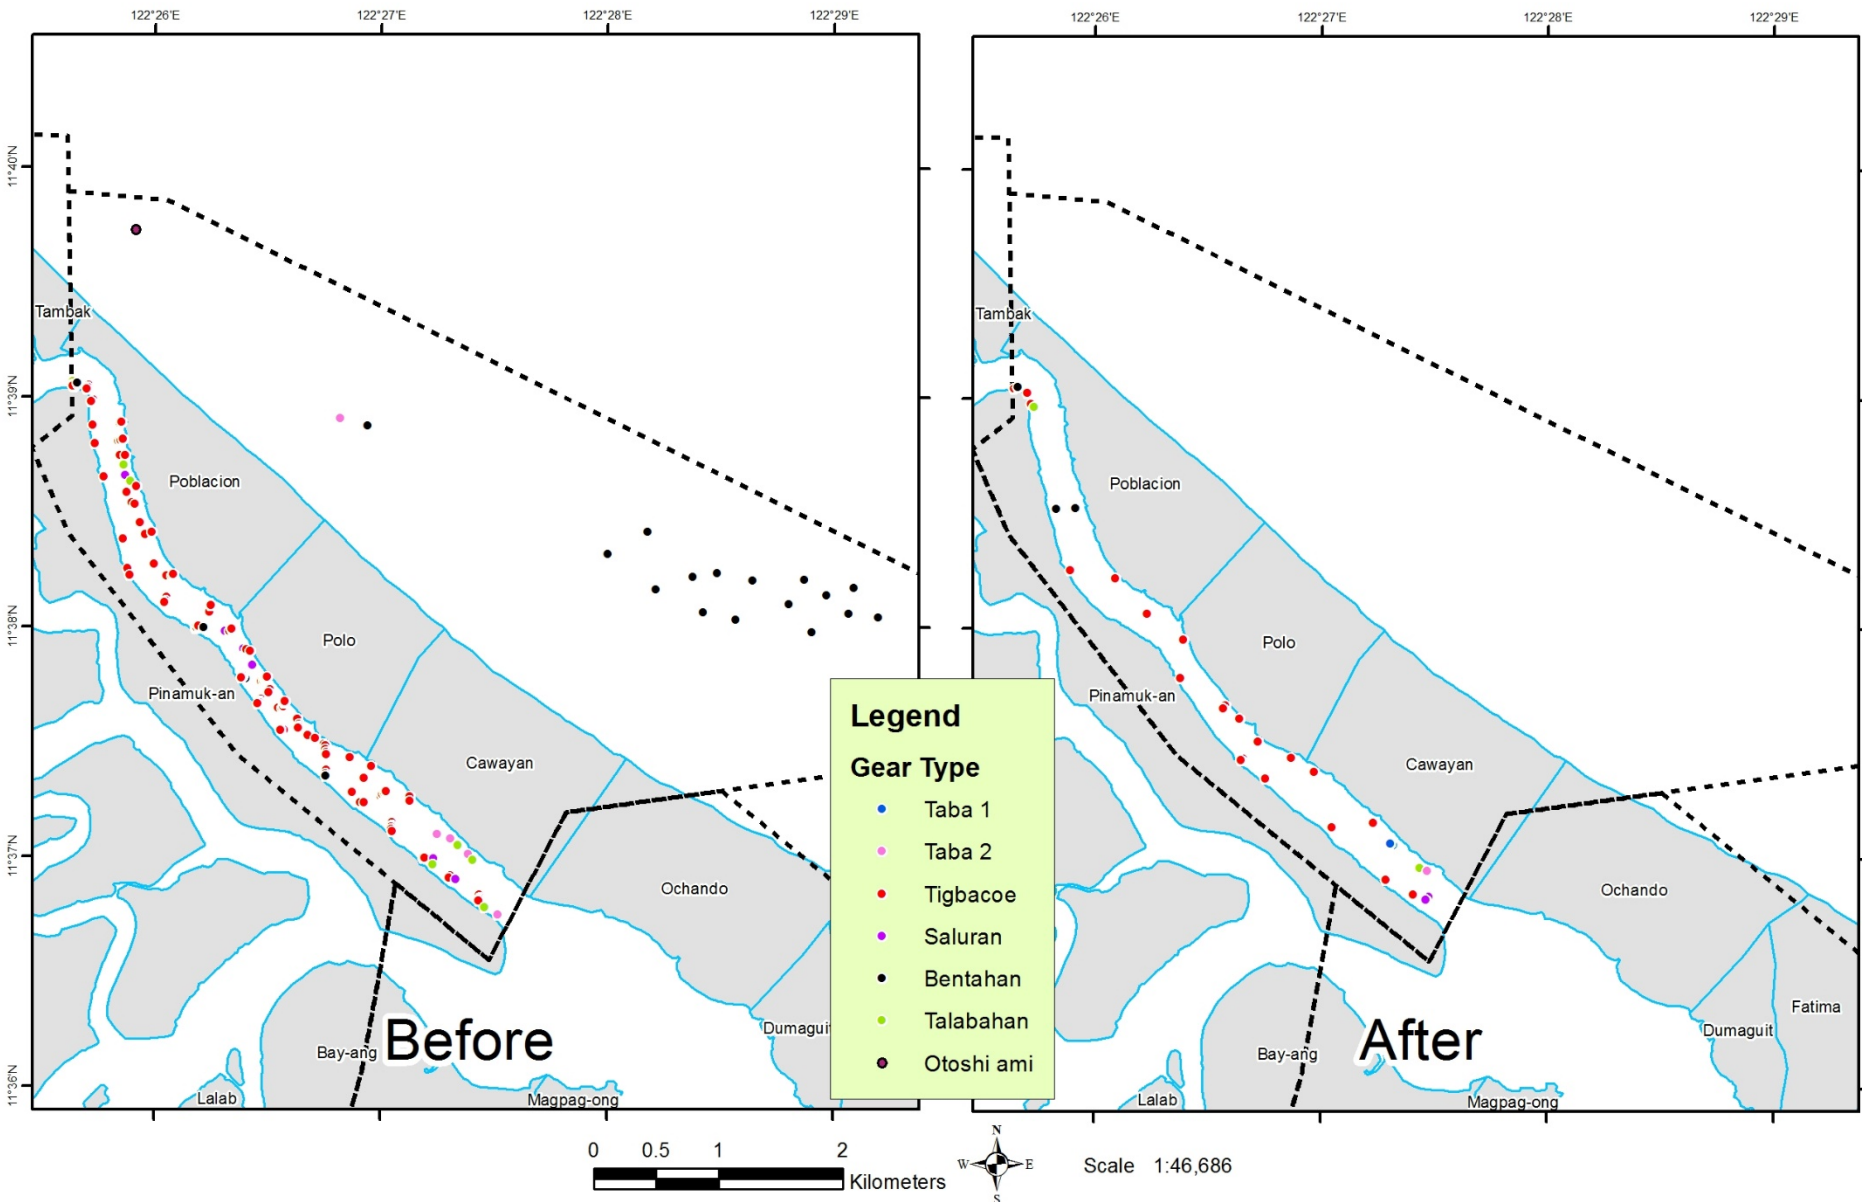 122°26'E
122°27'E
122°28'E
122°29'E
122°26'E
122°27'E
122°28'E
122°29'E
11°40'N
11°39'N
11°38'N
11°37'N
11°36'N
Tambak
Poblacion
Polo
Pinamuk-an
Cawayan
Ochando
Dumaguit
Bay-ang
Before
Lalab
Magpag-ong
Legend
Gear Type
Taba 1
Taba 2
Tigbacoe
Saluran
Bentahan
Talabahan
Otoshi ami
Tambak
Poblacion
Polo
Pinamuk-an
Cawayan
Ochando
Fatima
Dumaguit
Bay-ang
After
Lalab
Magpag-ong
0 0.5 1 2
Kilometers
N
W E
S
Scale 1:46,686